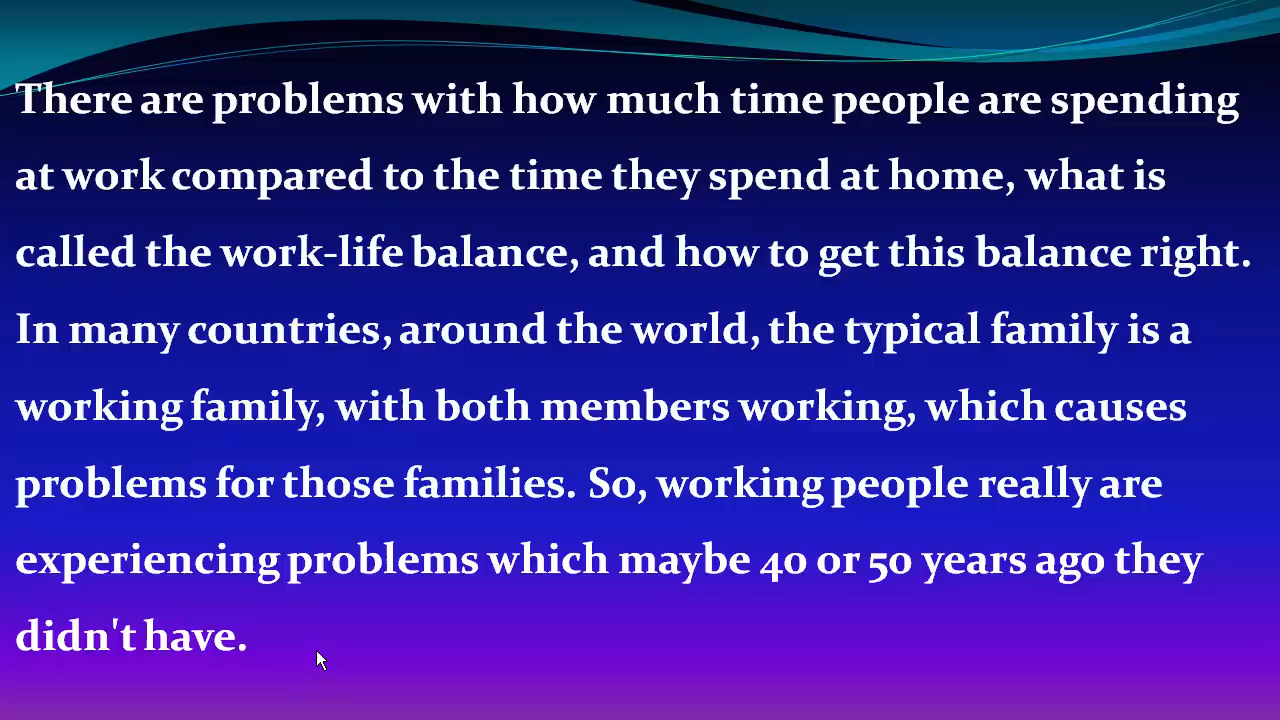 There are problems with how much time people are spending
at work compared to the time they spend at home, what is
called the work-life balance, and how to get this balance right.
In many countries, around the world, the typical family is a
working family, with both members working, which causes
problems for those families. So, working people really are
experiencing problems which maybe 40 or 50 years ago they
didn't have.